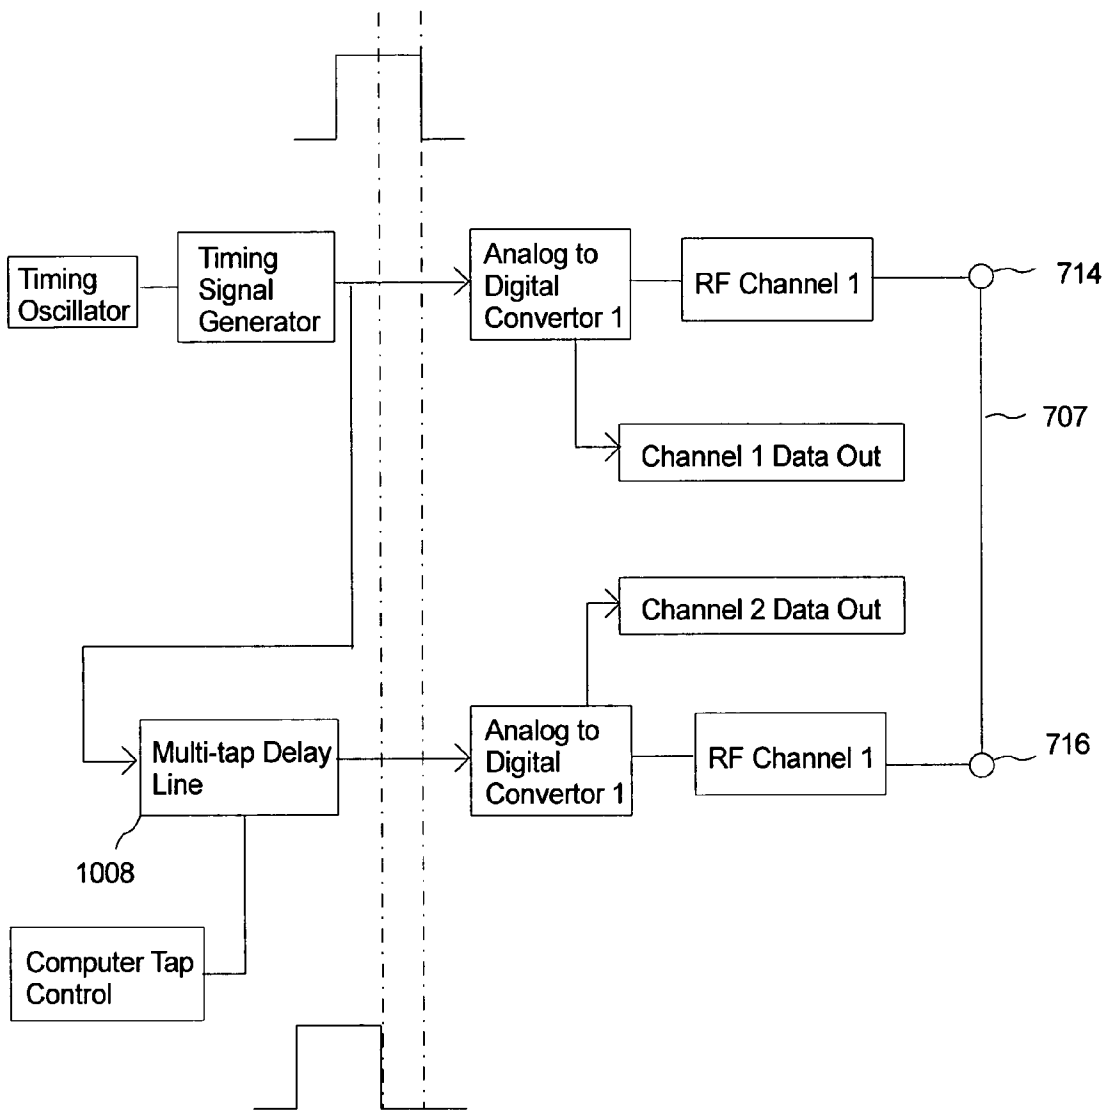 Timing
Oscillator
Timing
Signal
Generator
Analog to
Digital
Convertor 1
RF Channel 1
714
707
Channel 1 Data Out
Channel 2 Data Out
Multi-tap Delay
Line
1008
Analog to
Digital
Convertor 1
RF Channel 1
716
Computer Tap
Control